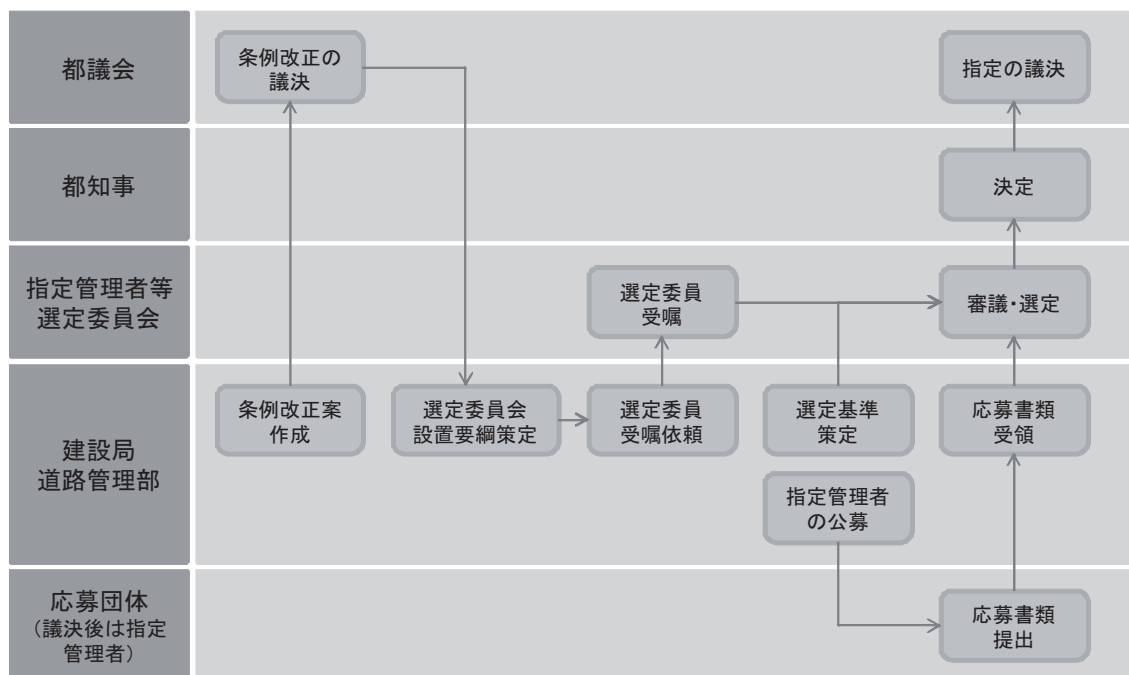 都議会
条例改正の
議決
指定の議決
都知事
決定
指定管理者等
選定委員会
選定委員
受嘱
審議・選定
建設局
道路管理部
条例改正案
作成
選定委員会
設置要綱策定
選定委員
受嘱依頼
選定基準
策定
応募書類
受領
指定管理者
の公募
応募団体
（議決後は指定
管理者）
応募書類
提出